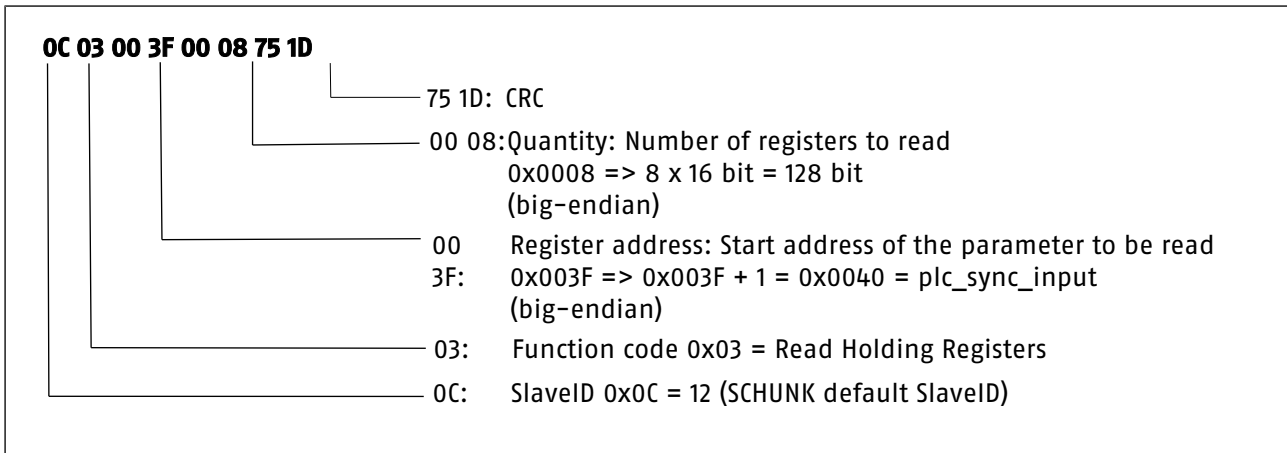 0C 03 00 3F 00 08 75 1D
75 1D: CRC
00 08:Quantity: Number of registers to read
0x0008 => 8 x 16 bit = 128 bit
(big-endian)
00 Register address: Start address of the parameter to be read
3F: 0x003F => 0x003F + 1 = 0x0040 = plc_sync_input
(big-endian)
03: Function code 0x03 = Read Holding Registers
0C: SlaveID 0x0C = 12 (SCHUNK default SlaveID)